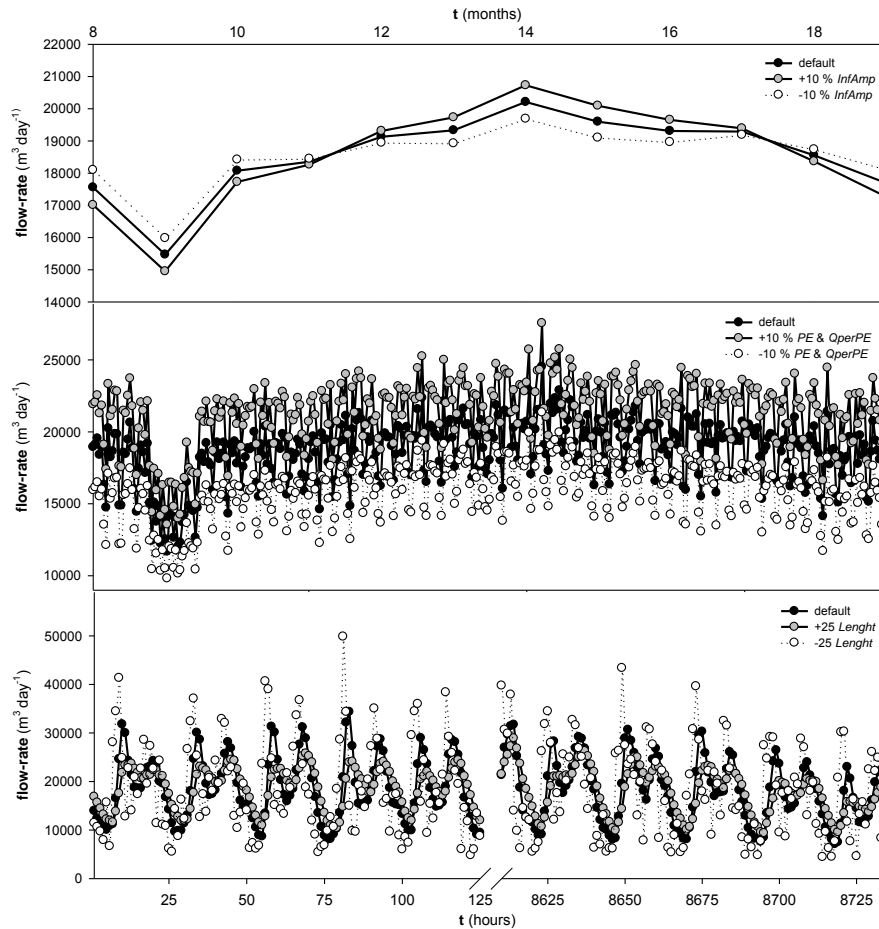 t (months)
8 10 12 14 16 18
22000
21000
20000
19000
18000
17000
16000
15000
14000
flow-rate (m³ day⁻¹)
default
+10 % InfAmp
-10 % InfAmp
25000
20000
15000
10000
flow-rate (m³ day⁻¹)
default
+10 % PE & QperPE
-10 % PE & QperPE
50000
40000
30000
20000
10000
0
flow-rate (m³ day⁻¹)
default
+25 Lenght
-25 Lenght
25 50 75 100 125 8625 8650 8675 8700 8725
t (hours)